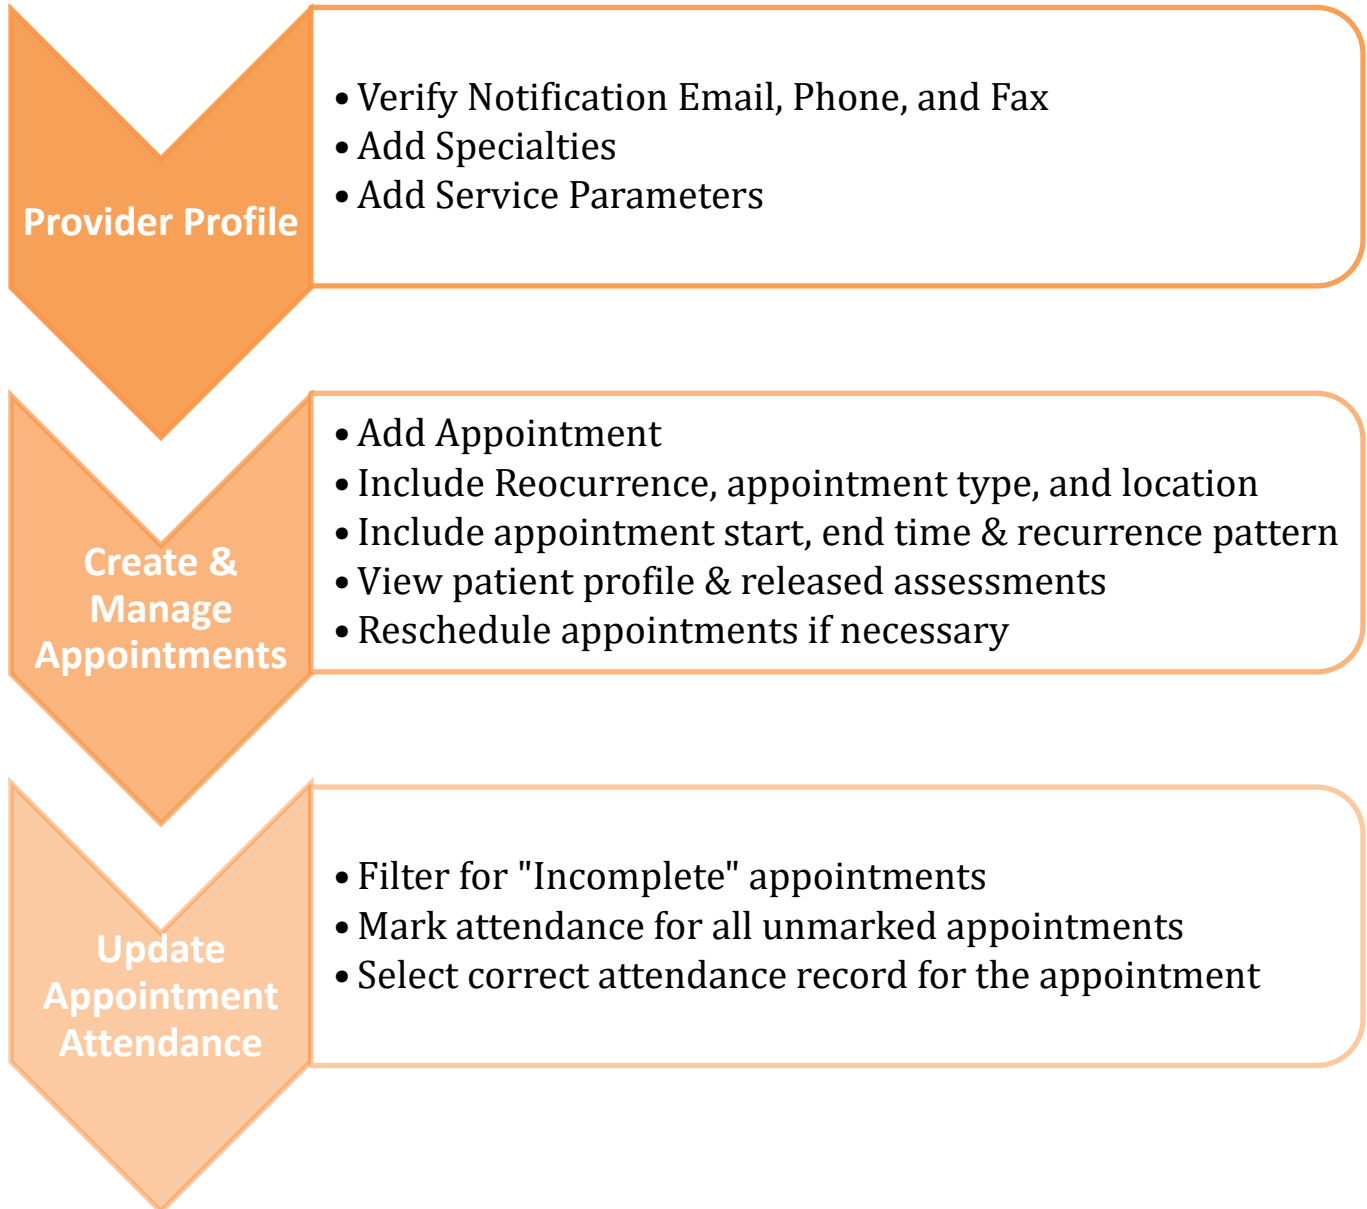 • Verify Notification Email, Phone, and Fax
• Add Specialties
• Add Service Parameters
Provider Profile
• Add Appointment
• Include Reocurrence, appointment type, and location
• Include appointment start, end time & recurrence pattern
• View patient profile & released assessments
• Reschedule appointments if necessary
Create &
Manage
Appointments
• Filter for "Incomplete" appointments
• Mark attendance for all unmarked appointments
• Select correct attendance record for the appointment
Update
Appointment
Attendance